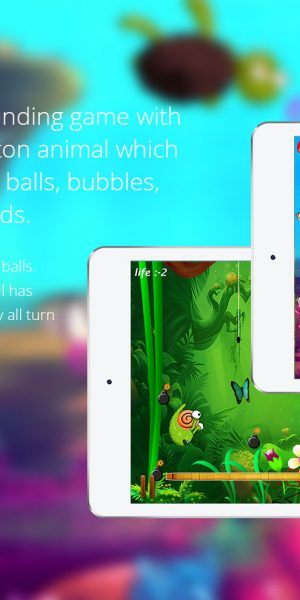 nding game with
ton animal which
balls, bubbles,
ds.
balls.
l has
y all turn
life :-2